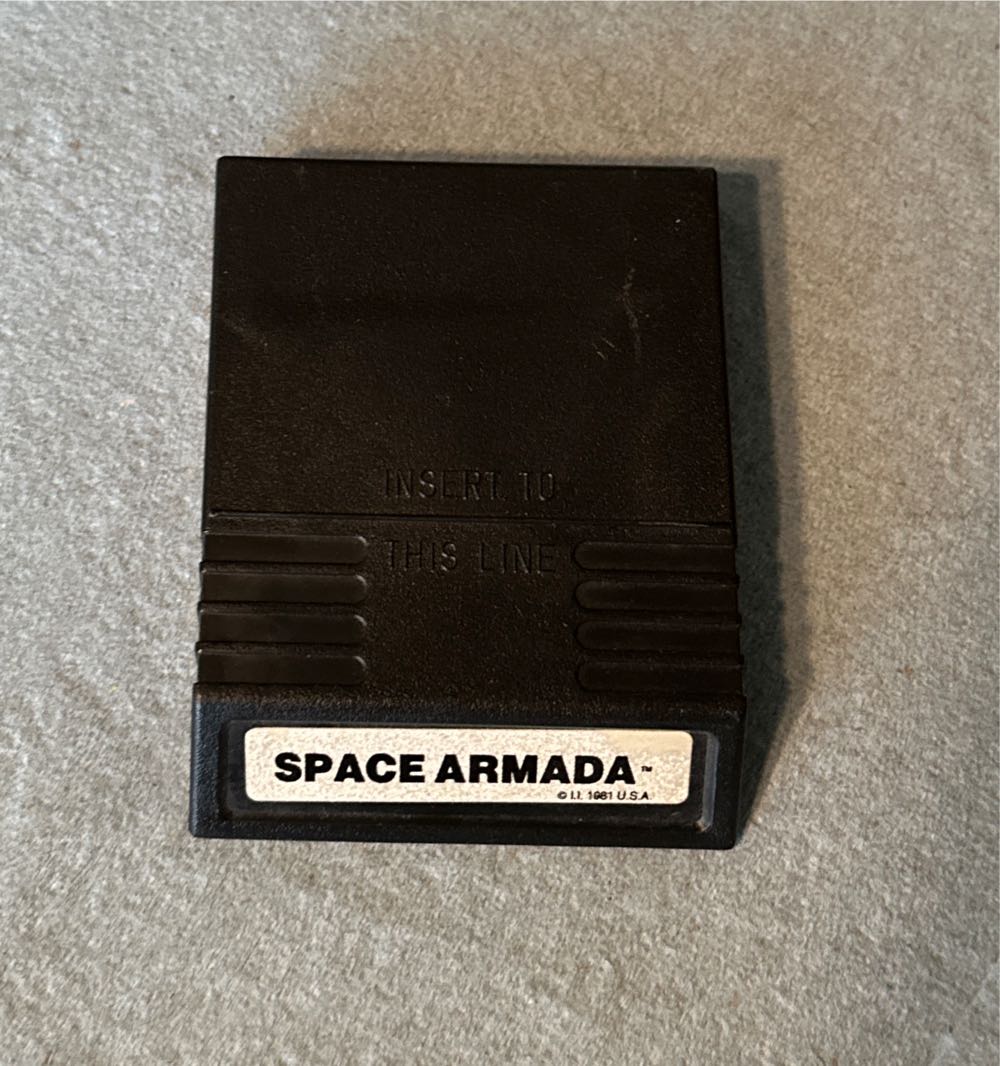 INSERT TO
THIS LINE
SPACE ARMADA™
© I.I. 1981 U.S.A.